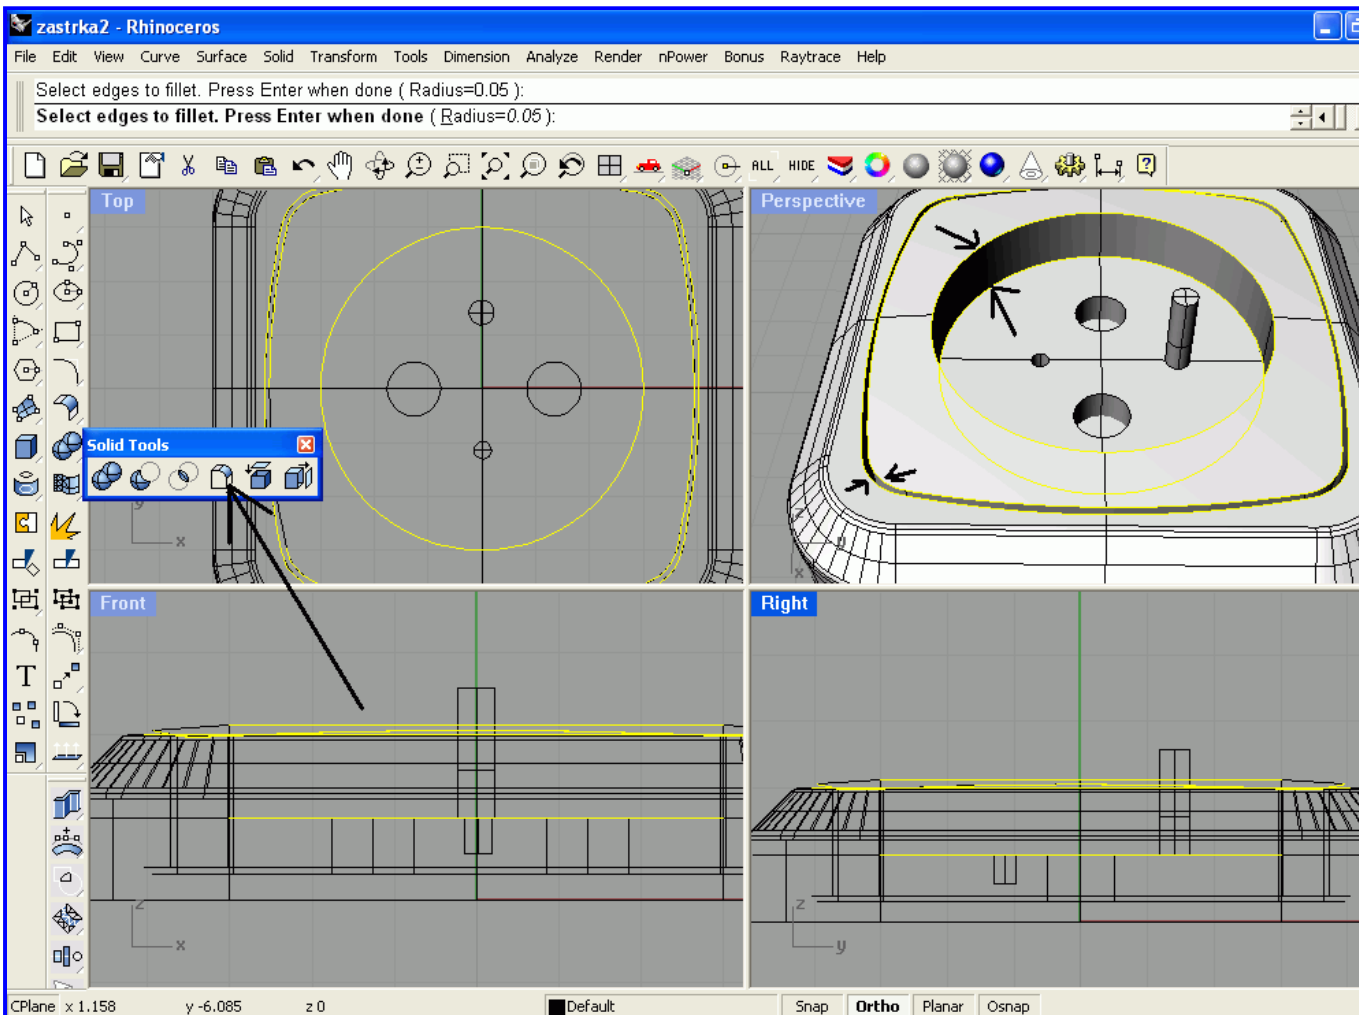 zastrka2 - Rhinoceros
File Edit View Curve Surface Solid Transform Tools Dimension Analyze Render nPower Bonus Raytrace Help
Select edges to fillet. Press Enter when done ( Radius=0.05 ):
Select edges to fillet. Press Enter when done ( Radius=0.05 ):
ALL HIDE
Top
Perspective
Solid Tools
y
x
z
y
x
T
Front
Right
z
x
z
y
CPlane x 1.158 y -6.085 z 0 Default Snap Ortho Planar Osnap